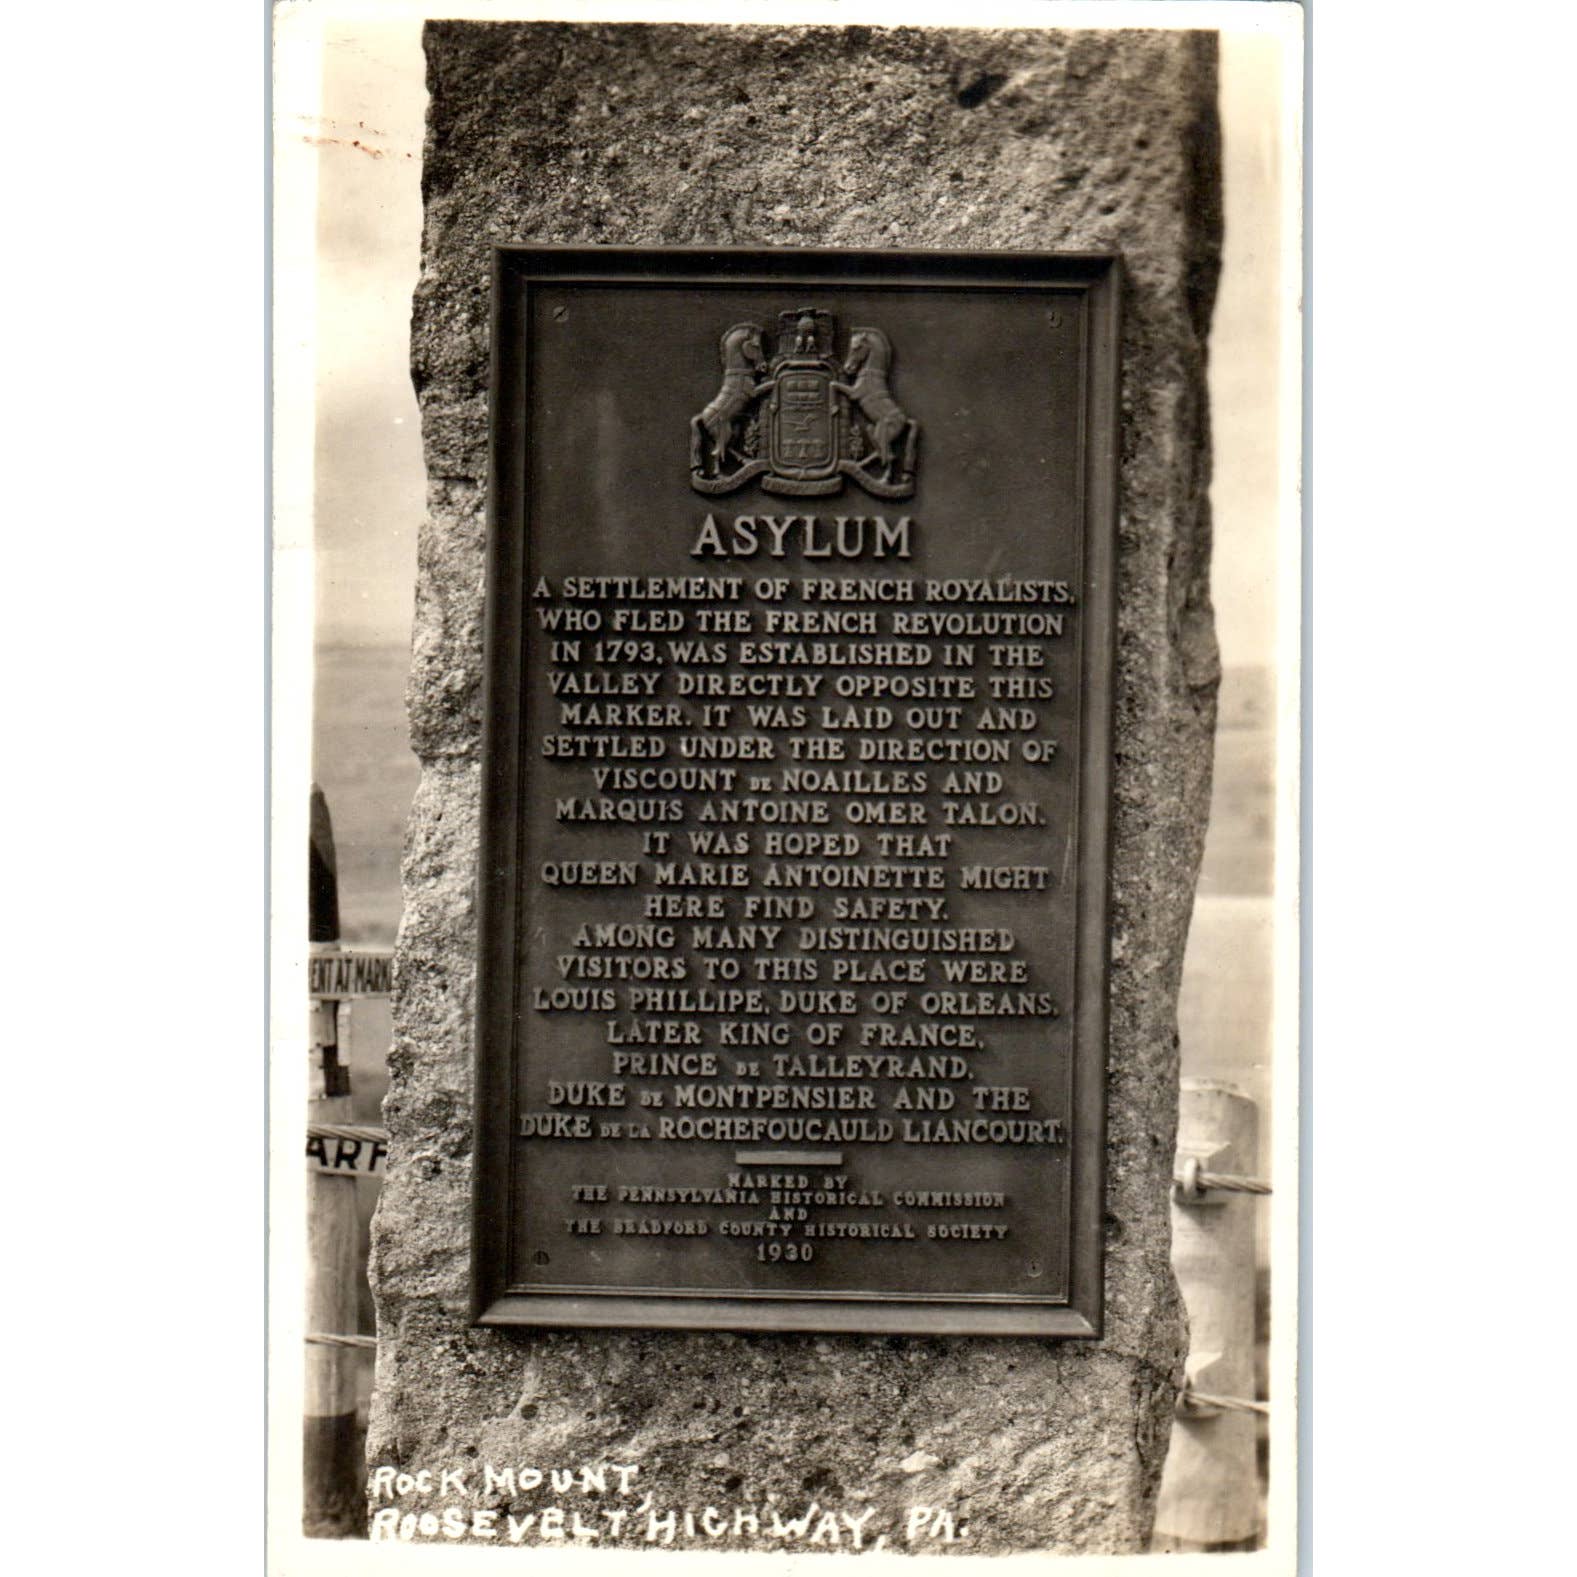 ASYLUM
A SETTLEMENT OF FRENCH ROYALISTS,
WHO FLED THE FRENCH REVOLUTION
IN 1793, WAS ESTABLISHED IN THE
VALLEY DIRECTLY OPPOSITE THIS
MARKER. IT WAS LAID OUT AND
SETTLED UNDER THE DIRECTION OF
VISCOUNT DE NOAILLES AND
MARQUIS ANTOINE OMER TALON.
IT WAS HOPED THAT
QUEEN MARIE ANTOINETTE MIGHT
HERE FIND SAFETY.
AMONG MANY DISTINGUISHED
VISITORS TO THIS PLACE WERE
LOUIS PHILLIPE, DUKE OF ORLEANS,
LATER KING OF FRANCE,
PRINCE DE TALLEYRAND,
DUKE DE MONTPENSIER AND THE
DUKE DE LA ROCHEFOUCAULD LIANCOURT.
MARKED BY
THE PENNSYLVANIA HISTORICAL COMMISSION
AND
THE BRADFORD COUNTY HISTORICAL SOCIETY
1930
ENT AT MARK
ARF
ROCK MOUNT,
ROOSEVELT HIGHWAY, PA.